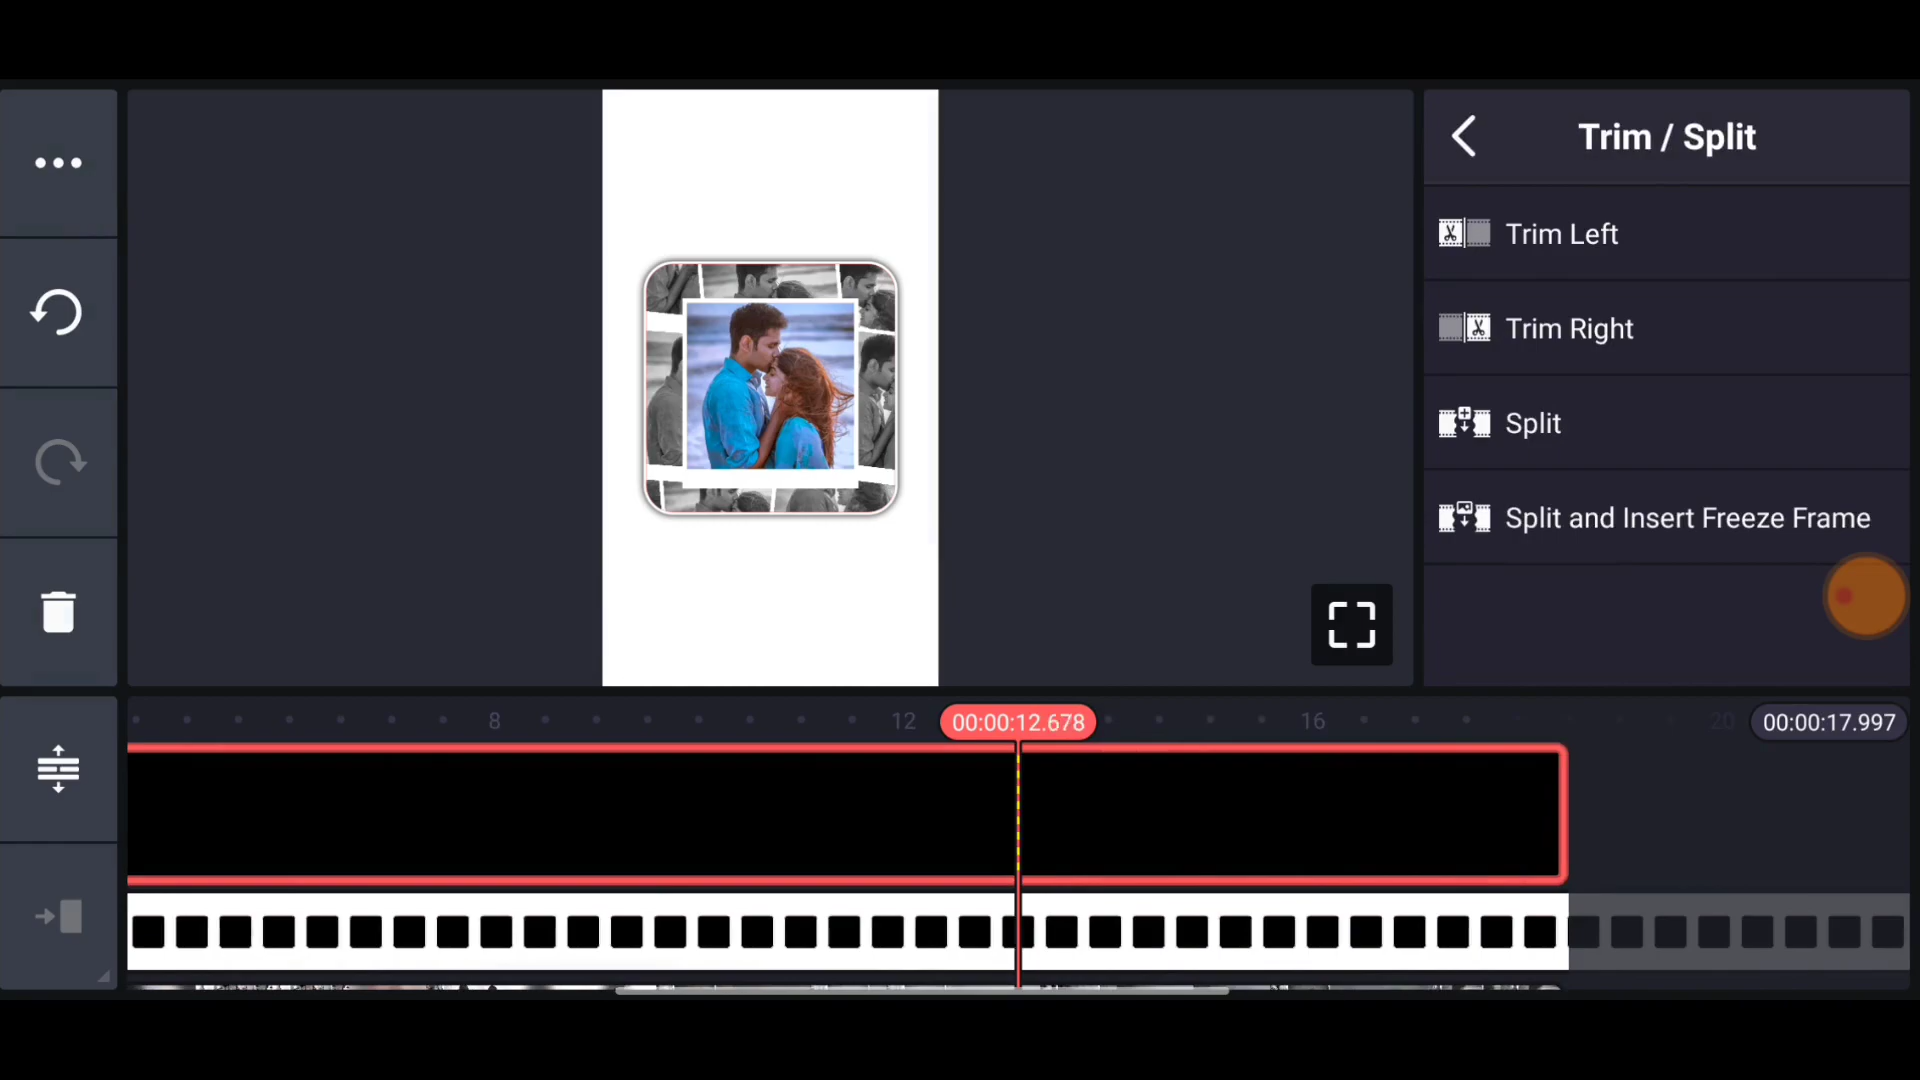 Trim / Split
Trim Left
Trim Right
Split
Split and Insert Freeze Frame
8
12
00:00:12.678
16
20
00:00:17.997